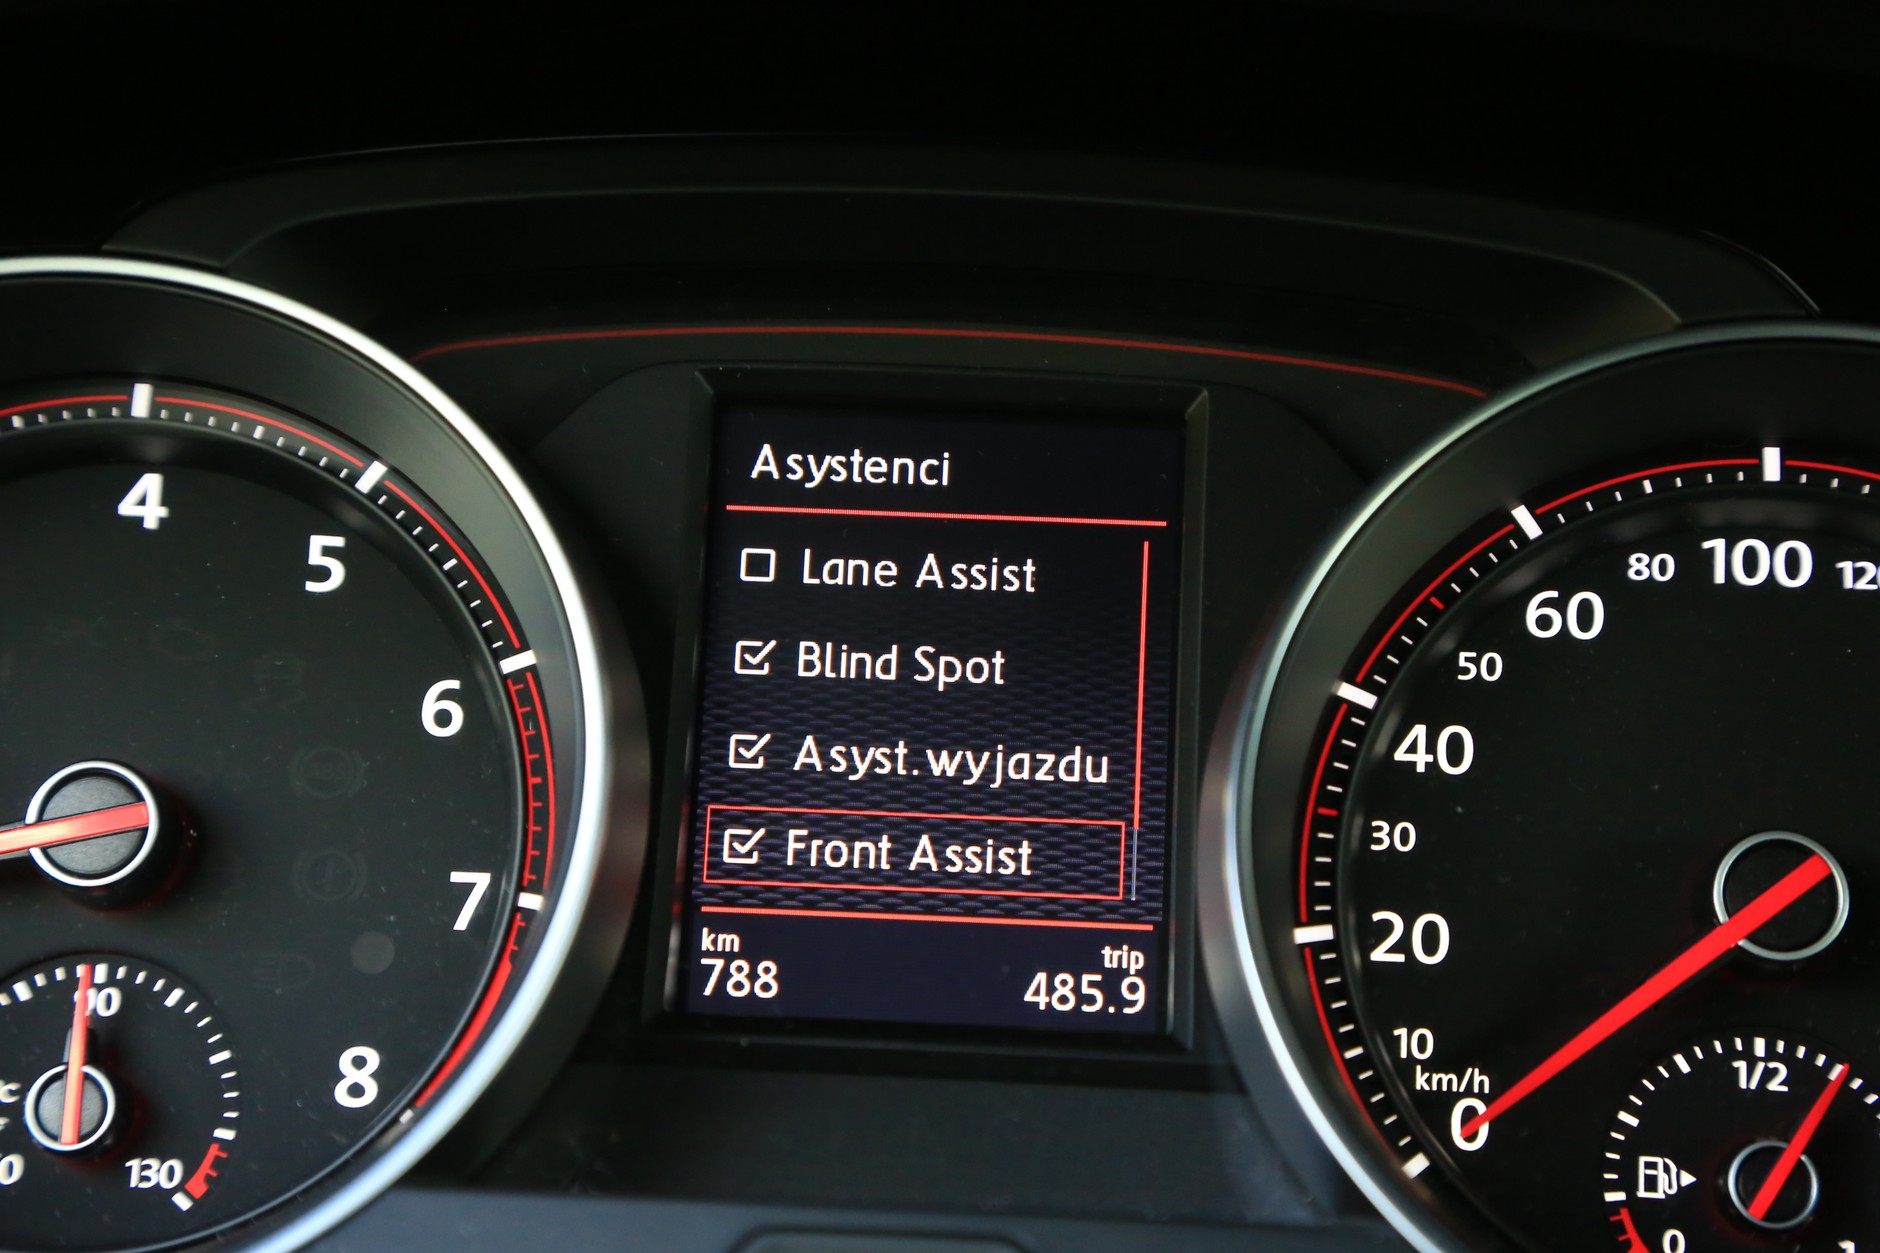 Asystenci
Lane Assist
Blind Spot
Asyst.wyjazdu
Front Assist
km
788
trip
485.9
4
5
6
7
8
90
130
10
20
30
40
50
60
80
100
km/h
0
1/2
0